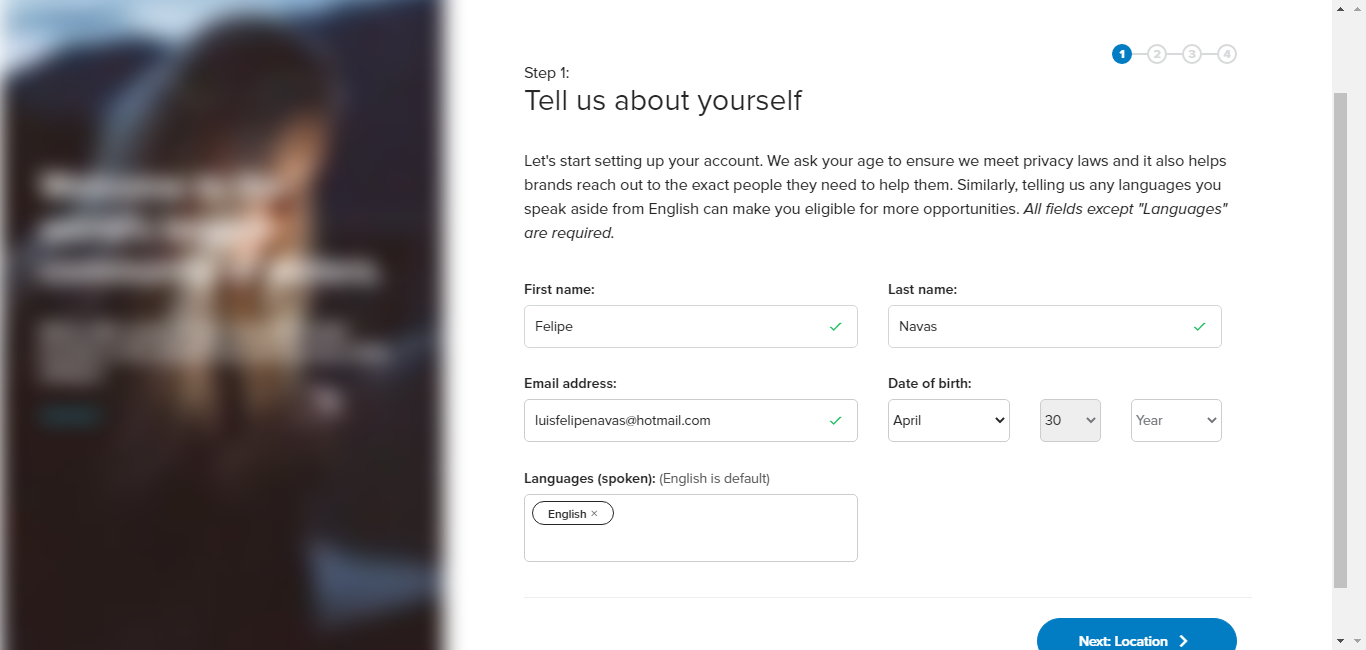 1 2 3 4
Step 1:
Tell us about yourself
Let's start setting up your account. We ask your age to ensure we meet privacy laws and it also helps
brands reach out to the exact people they need to help them. Similarly, telling us any languages you
speak aside from English can make you eligible for more opportunities. All fields except "Languages"
are required.
First name:
Last name:
Felipe
Navas
Email address:
Date of birth:
luisfelipenavas@hotmail.com
April
30
Year
Languages (spoken): (English is default)
English ×
Next: Location